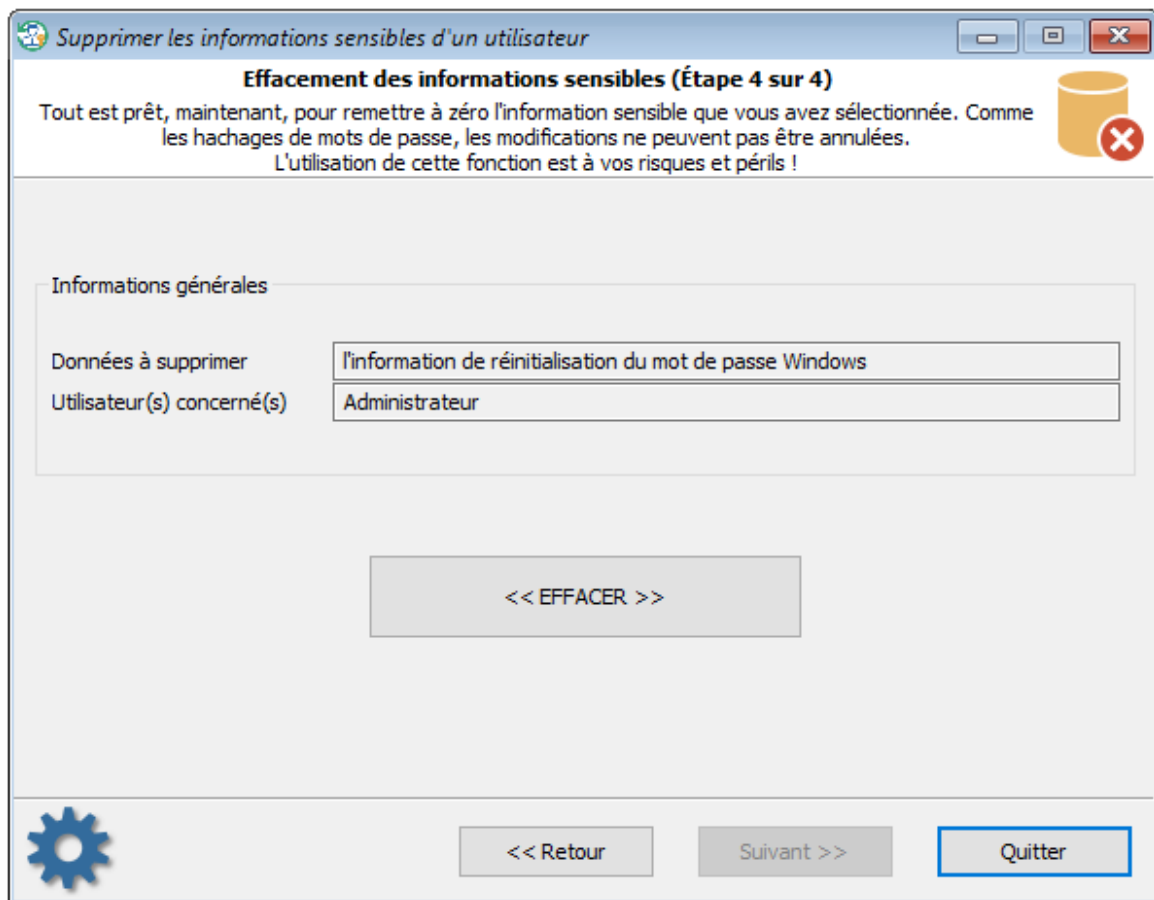 Supprimer les informations sensibles d'un utilisateur
Effacement des informations sensibles (Étape 4 sur 4)
Tout est prêt, maintenant, pour remettre à zéro l'information sensible que vous avez sélectionnée. Comme
les hachages de mots de passe, les modifications ne peuvent pas être annulées.
L'utilisation de cette fonction est à vos risques et périls !
Informations générales
Données à supprimer l'information de réinitialisation du mot de passe Windows
Utilisateur(s) concerné(s) Administrateur
<< EFFACER >>
<< Retour Suivant >> Quitter